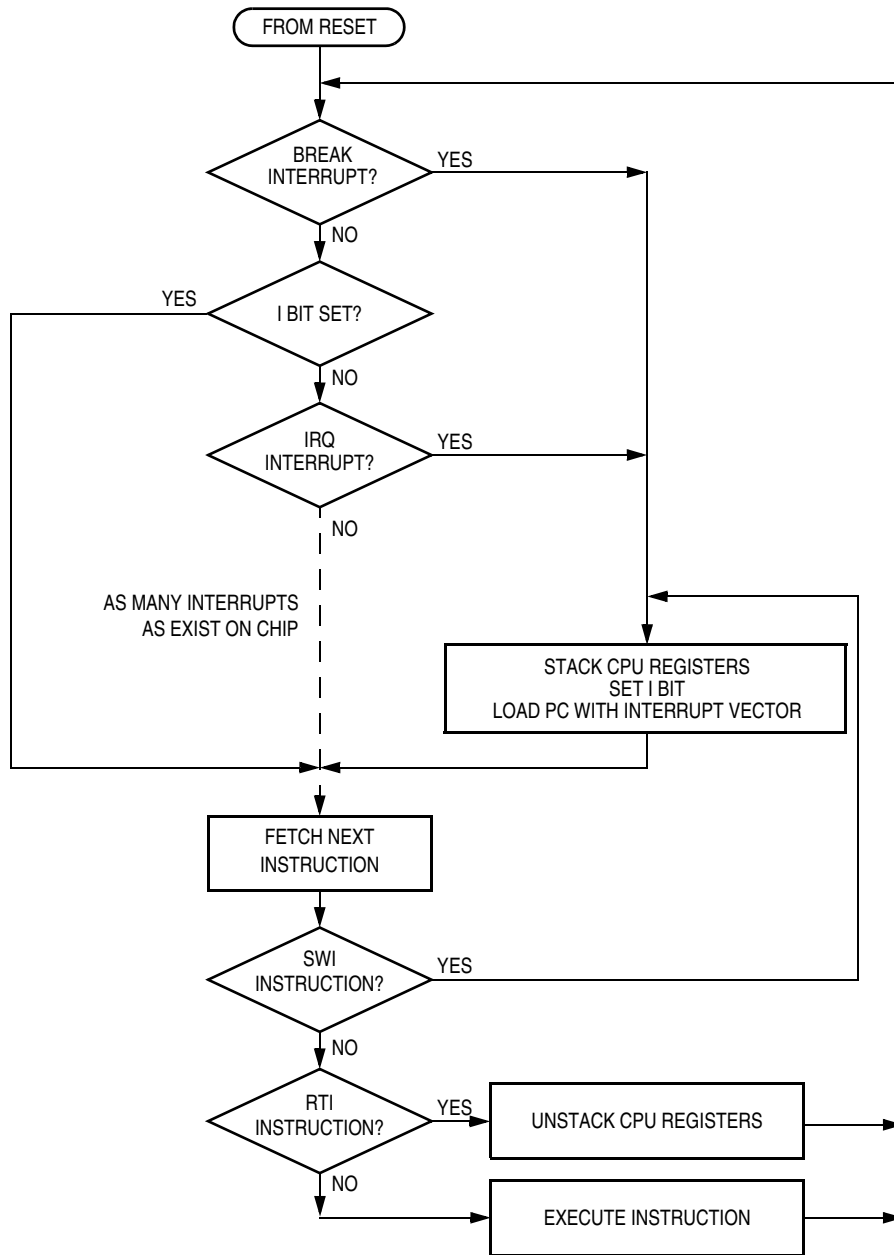 FROM RESET
BREAK
INTERRUPT?
YES
NO
YES
I BIT SET?
NO
IRQ
INTERRUPT?
YES
NO
AS MANY INTERRUPTS
AS EXIST ON CHIP
STACK CPU REGISTERS
SET I BIT
LOAD PC WITH INTERRUPT VECTOR
FETCH NEXT
INSTRUCTION
SWI
INSTRUCTION?
YES
NO
RTI
INSTRUCTION?
YES
UNSTACK CPU REGISTERS
NO
EXECUTE INSTRUCTION